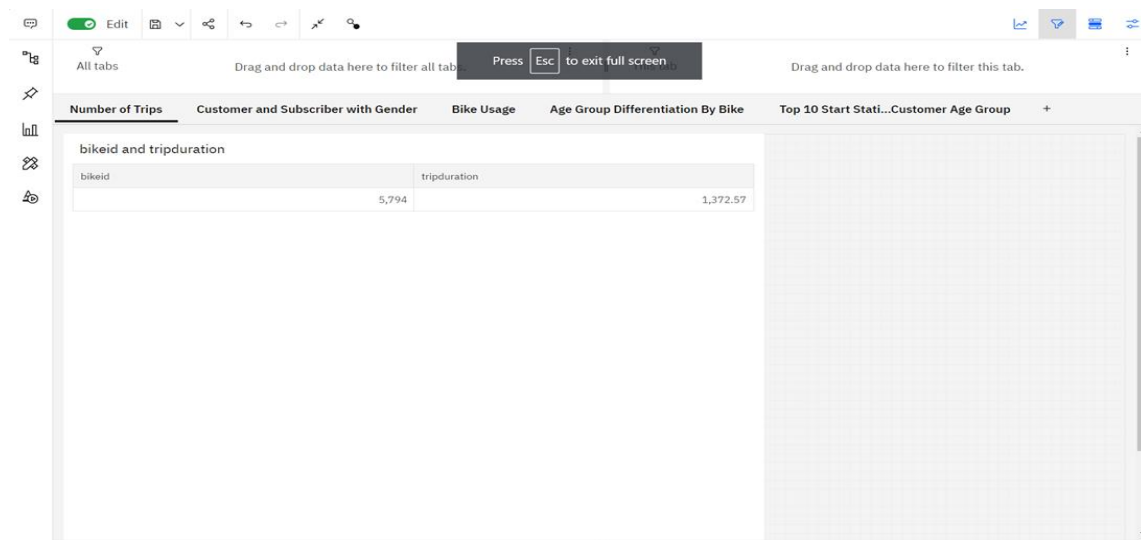 Edit
All tabs
Drag and drop data here to filter all tabs.
Press Esc to exit full screen
Drag and drop data here to filter this tab.
Number of Trips
Customer and Subscriber with Gender
Bike Usage
Age Group Differentiation By Bike
Top 10 Start Stati...Customer Age Group
+
bikeid and tripduration
bikeid
tripduration
5,794
1,372.57